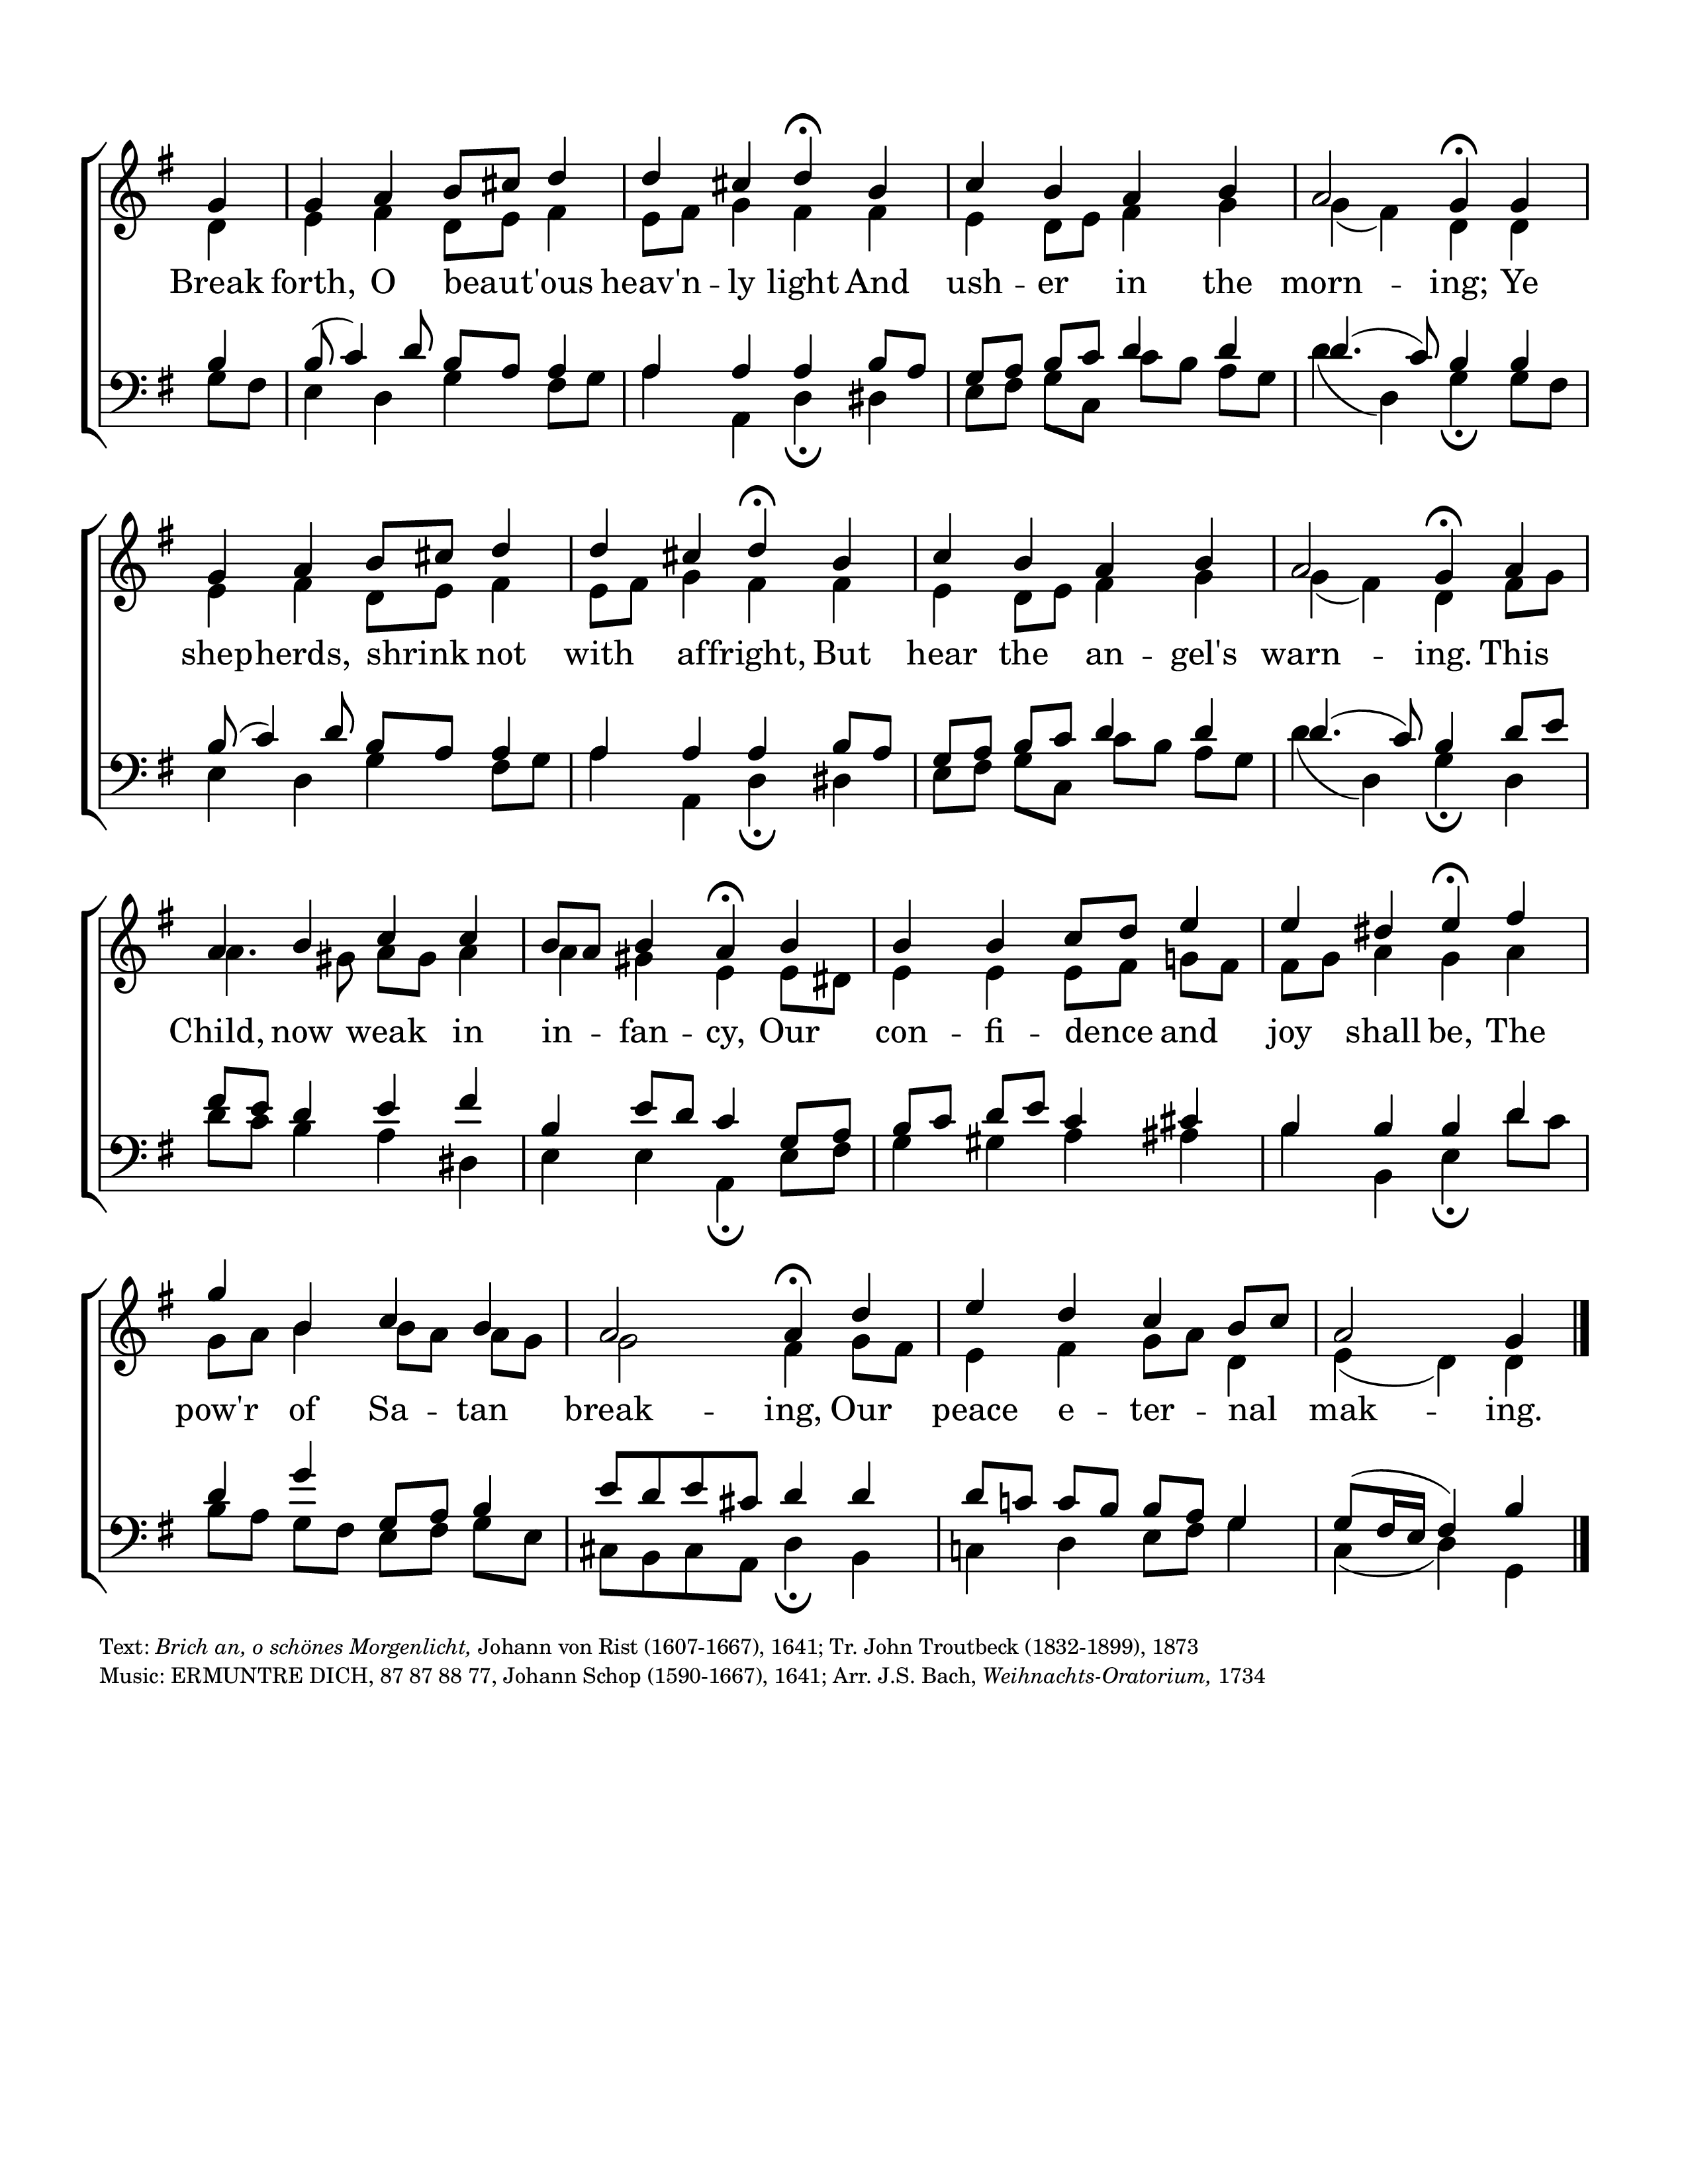 Break forth, O beaut'ous heav'n - ly light And ush - er in the morn - ing; Ye
shepherds, shrink not with affright, But hear the an - gel's warn - ing. This
Child, now weak in in - fan - cy, Our con - fi - dence and joy shall be, The
pow'r of Sa - tan break - ing, Our peace e - ter - nal mak - ing.
Text: Brich an, o schönes Morgenlicht, Johann von Rist (1607-1667), 1641; Tr. John Troutbeck (1832-1899), 1873
Music: ERMUNTRE DICH, 87 87 88 77, Johann Schop (1590-1667), 1641; Arr. J.S. Bach, Weihnachts-Oratorium, 1734